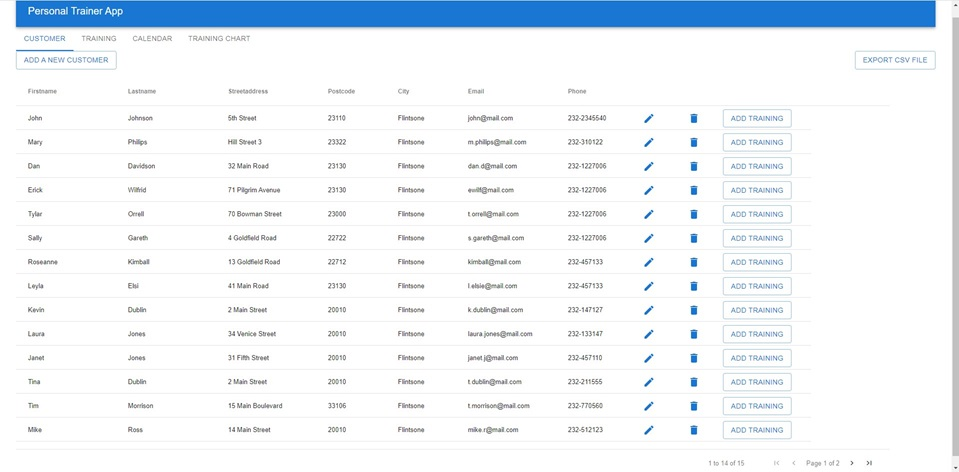 Personal Trainer App
CUSTOMER TRAINING CALENDAR TRAINING CHART
ADD A NEW CUSTOMER EXPORT CSV FILE
Firstname Lastname Streetaddress Postcode City Email Phone
John Johnson 5th Street 23110 Flintsone john@mail.com 232-2345540 ADD TRAINING
Mary Philips Hill Street 3 23322 Flintsone m.philips@mail.com 232-310122 ADD TRAINING
Dan Davidson 32 Main Road 23130 Flintsone dan.d@mail.com 232-1227006 ADD TRAINING
Erick Wilfrid 71 Pilgrim Avenue 23130 Flintsone ewilf@mail.com 232-1227006 ADD TRAINING
Tylar Orrell 70 Bowman Street 23000 Flintsone t.orrell@mail.com 232-1227006 ADD TRAINING
Sally Gareth 4 Goldfield Road 22722 Flintsone s.gareth@mail.com 232-1227006 ADD TRAINING
Roseanne Kimball 13 Goldfield Road 22712 Flintsone kimball@mail.com 232-457133 ADD TRAINING
Leyla Elsi 41 Main Road 23130 Flintsone l.elsie@mail.com 232-457133 ADD TRAINING
Kevin Dublin 2 Main Street 20010 Flintsone k.dublin@mail.com 232-147127 ADD TRAINING
Laura Jones 34 Venice Street 20010 Flintsone laura.jones@mail.com 232-133147 ADD TRAINING
Janet Jones 31 Fifth Street 20010 Flintsone janet.j@mail.com 232-457110 ADD TRAINING
Tina Dublin 2 Main Street 20010 Flintsone t.dublin@mail.com 232-211555 ADD TRAINING
Tim Morrison 15 Main Boulevard 33106 Flintsone t.morrison@mail.com 232-770560 ADD TRAINING
Mike Ross 14 Main Street 20010 Flintsone mike.r@mail.com 232-512123 ADD TRAINING
1 to 14 of 15 Page 1 of 2